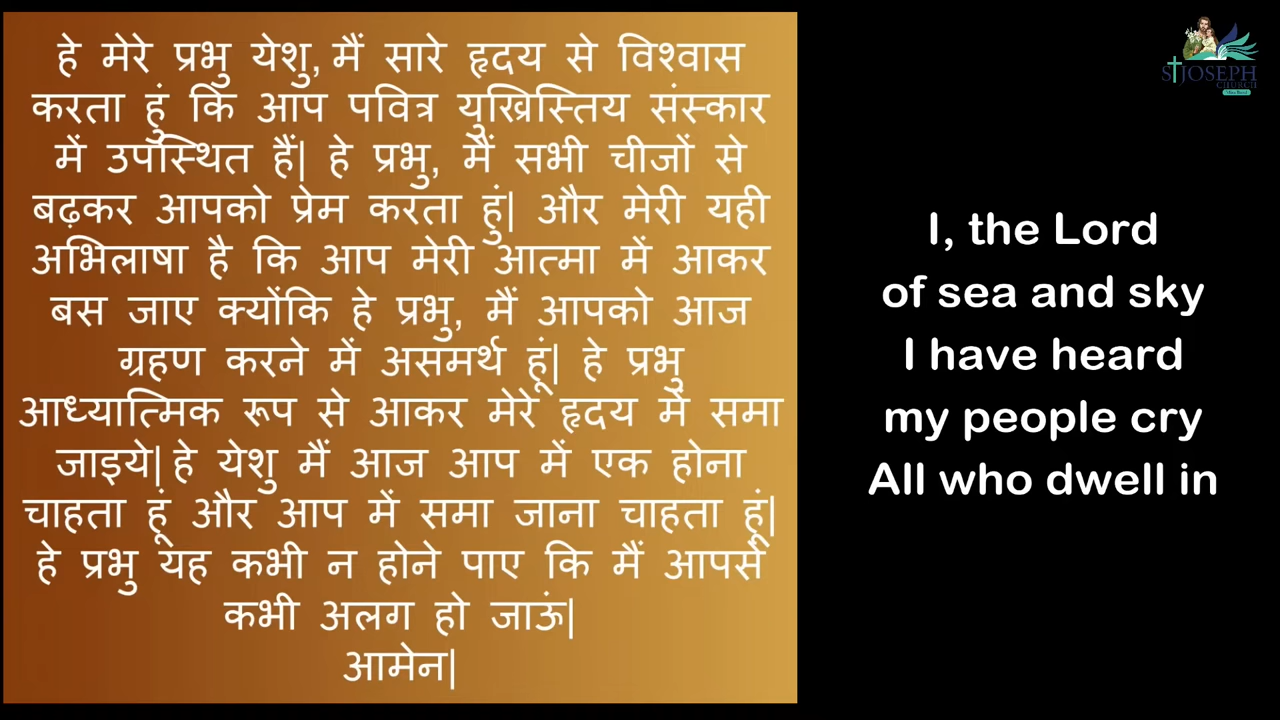 हे मेरे प्रभु येशु, मैं सारे हृदय से विश्वास
करता हुं कि आप पवित्र युख्रिस्तिय संस्कार
में उपस्थित हैं| हे प्रभु, मैं सभी चीजों से
बढ़कर आपको प्रेम करता हुं| और मेरी यही
अभिलाषा है कि आप मेरी आत्मा में आकर
बस जाए क्योंकि हे प्रभु, मैं आपको आज
ग्रहण करने में असमर्थ हूं| हे प्रभु
आध्यात्मिक रूप से आकर मेरे हृदय में समा
जाइये| हे येशु मैं आज आप में एक होना
चाहता हूं और आप में समा जाना चाहता हूं|
हे प्रभु यह कभी न होने पाए कि मैं आपसे
कभी अलग हो जाऊं|
आमेन|
ST JOSEPH
CHURCH
I, the Lord
of sea and sky
I have heard
my people cry
All who dwell in